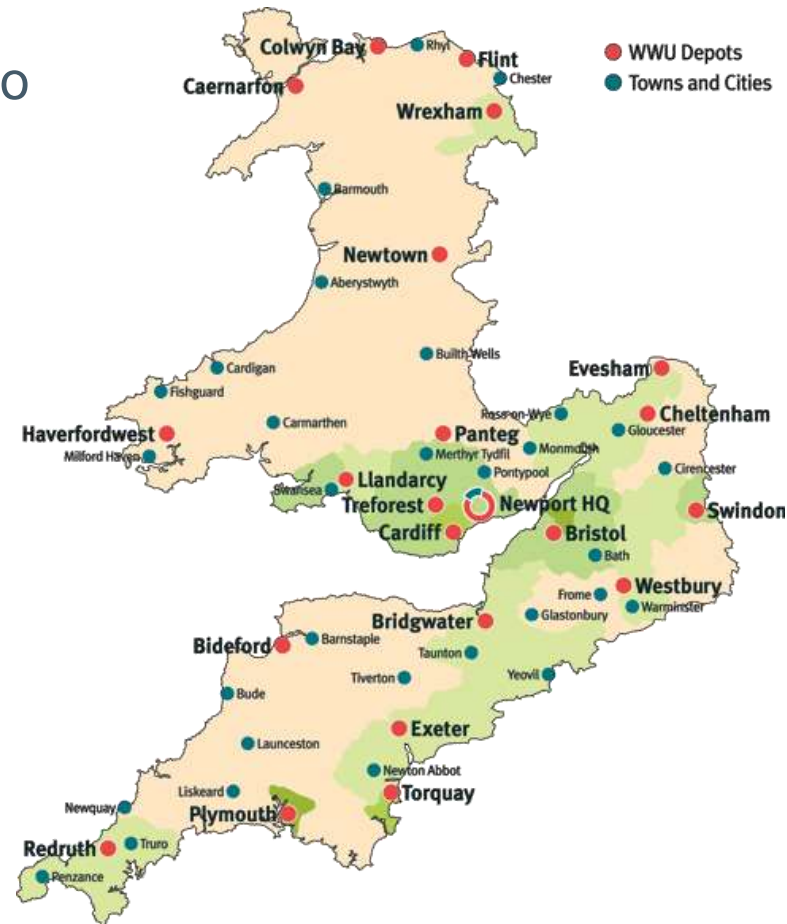 o
Colwyn Bay
Rhyl
Flint
WWU Depots
Towns and Cities
Chester
Caernarfon
Wrexham
Barmouth
Newtown
Aberystwyth
Builth Wells
Cardigan
Evesham
Fishguard
Ross-on-Wye
Cheltenham
Carmarthen
Gloucester
Haverfordwest
Panteg
Monmouth
Milford Haven
Merthyr Tydfil
Pontypool
Cirencester
Llandarcy
Swansea
Treforest
Newport HQ
Swindon
Cardiff
Bristol
Bath
Westbury
Frome
Warminster
Glastonbury
Bridgwater
Barnstaple
Bideford
Taunton
Tiverton
Yeovil
Bude
Exeter
Launceston
Newton Abbot
Liskeard
Torquay
Newquay
Plymouth
Truro
Redruth
Penzance